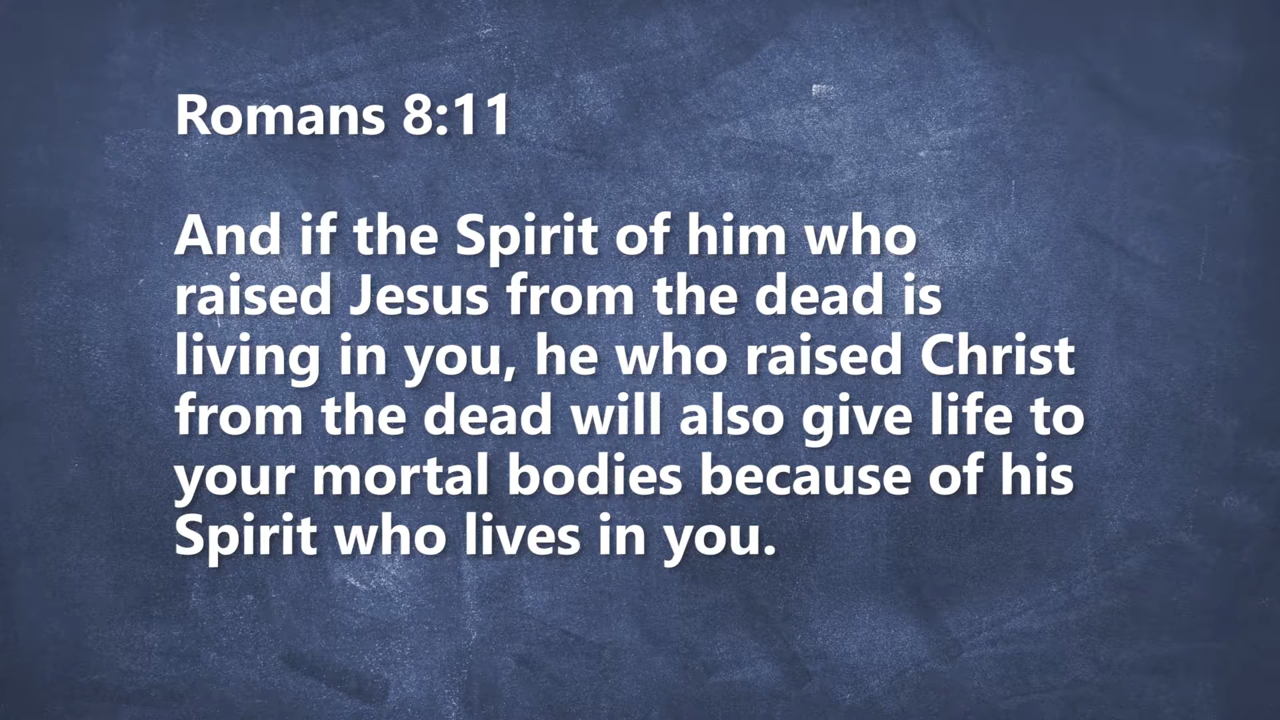 Romans 8:11
And if the Spirit of him who
raised Jesus from the dead is
living in you, he who raised Christ
from the dead will also give life to
your mortal bodies because of his
Spirit who lives in you.